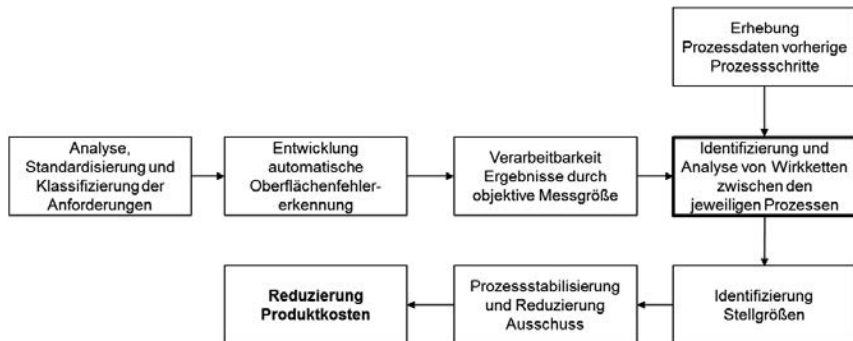 Erhebung
Prozessdaten vorherige
Prozessschritte
Analyse,
Standardisierung und
Klassifizierung der
Anforderungen
Entwicklung
automatische
Oberflächenfehler-
erkennung
Verarbeitbarkeit
Ergebnisse durch
objektive Messgröße
Identifizierung und
Analyse von Wirkketten
zwischen den
jeweiligen Prozessen
Reduzierung
Produktkosten
Prozessstabilisierung
und Reduzierung
Ausschuss
Identifizierung
Stellgrößen